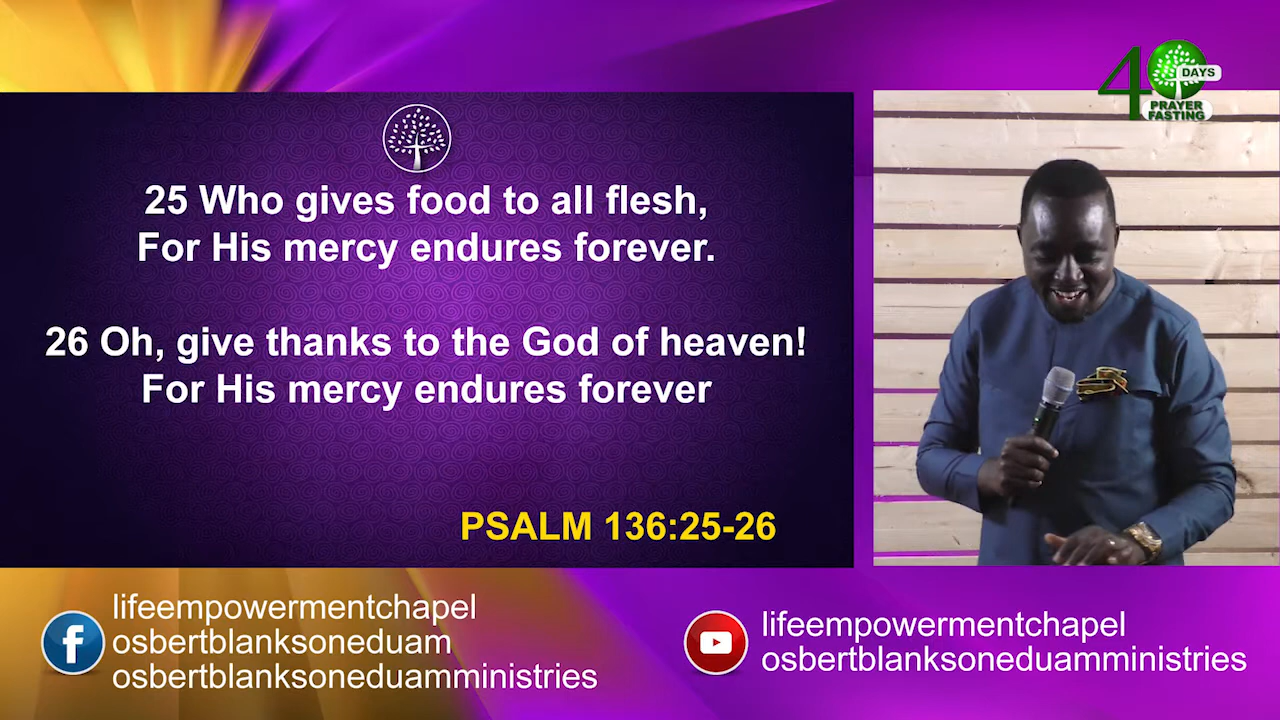 40 DAYS
PRAYER
FASTING
25 Who gives food to all flesh,
For His mercy endures forever.
26 Oh, give thanks to the God of heaven!
For His mercy endures forever
PSALM 136:25-26
f
lifeempowermentchapel
osbertblanksoneduam
osbertblanksoneduamministries
lifeempowermentchapel
osbertblanksoneduamministries